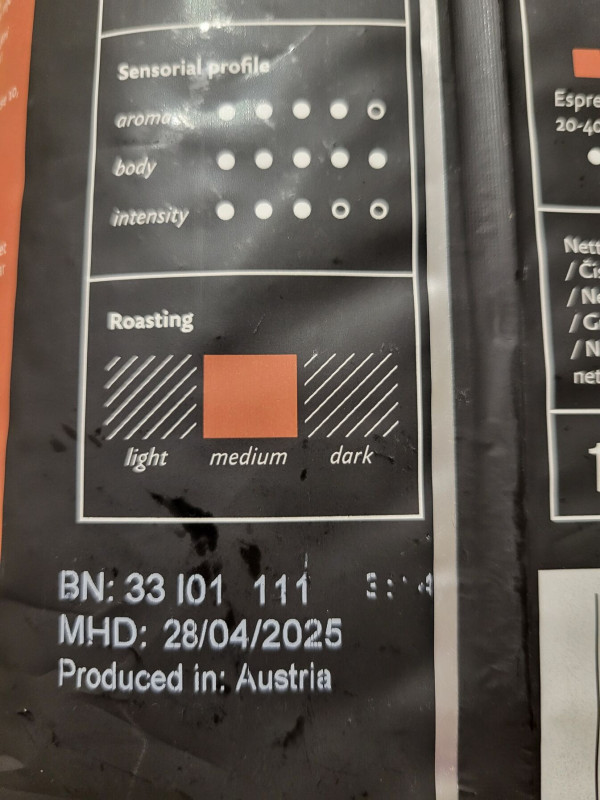 Sensorial profile
aroma
body
intensity
Roasting
light medium dark
BN: 33 I01 111
MHD: 28/04/2025
Produced in: Austria
Espre
20-40
Nett
/ Čis
/ Ne
/ G
/ N
net